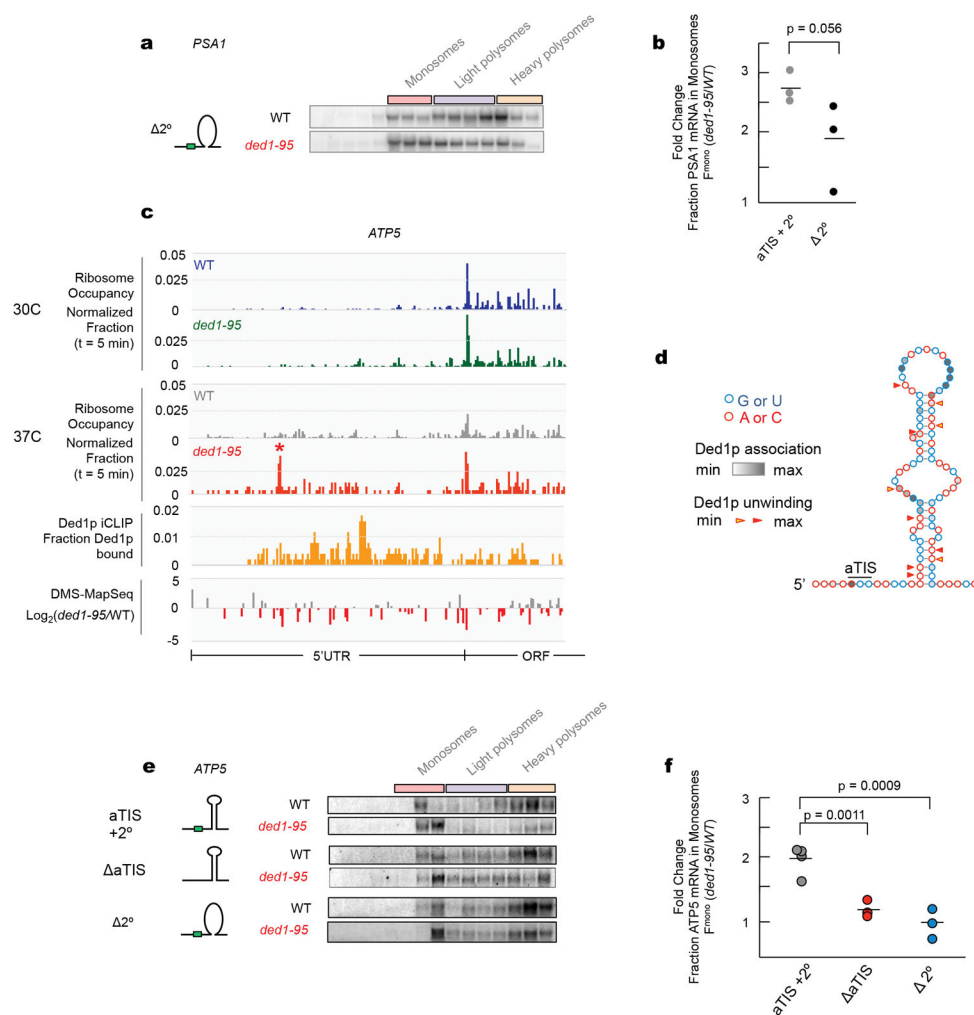 a
PSA1
Monosomes
Light polysomes
Heavy polysomes
Δ2º
WT
ded1-95
b
p = 0.056
Fold Change
Fraction PSA1 mRNA in Monosomes
Fmono (ded1-95/WT)
3
2
1
aTIS + 2º
Δ 2º
c
ATP5
30C
Ribosome
Occupancy
Normalized
Fraction
(t = 5 min)
0.05
0.025
0
WT
ded1-95
0.025
0
37C
Ribosome
Occupancy
Normalized
Fraction
(t = 5 min)
0.05
0.025
0
WT
ded1-95
*
0.025
0
Ded1p iCLIP
Fraction Ded1p
bound
0.02
0.01
0
DMS-MapSeq
Log2(ded1-95/WT)
5
0
-5
5'UTR
ORF
d
G or U
A or C
Ded1p association
min max
Ded1p unwinding
min max
aTIS
5'
e
ATP5
Monosomes
Light polysomes
Heavy polysomes
aTIS
+2º
WT
ded1-95
ΔaTIS
WT
ded1-95
Δ2º
WT
ded1-95
f
p = 0.0009
p = 0.0011
Fold Change
Fraction ATP5 mRNA in Monosomes
Fmono (ded1-95/WT)
3
2
1
aTIS +2º
ΔaTIS
Δ 2º